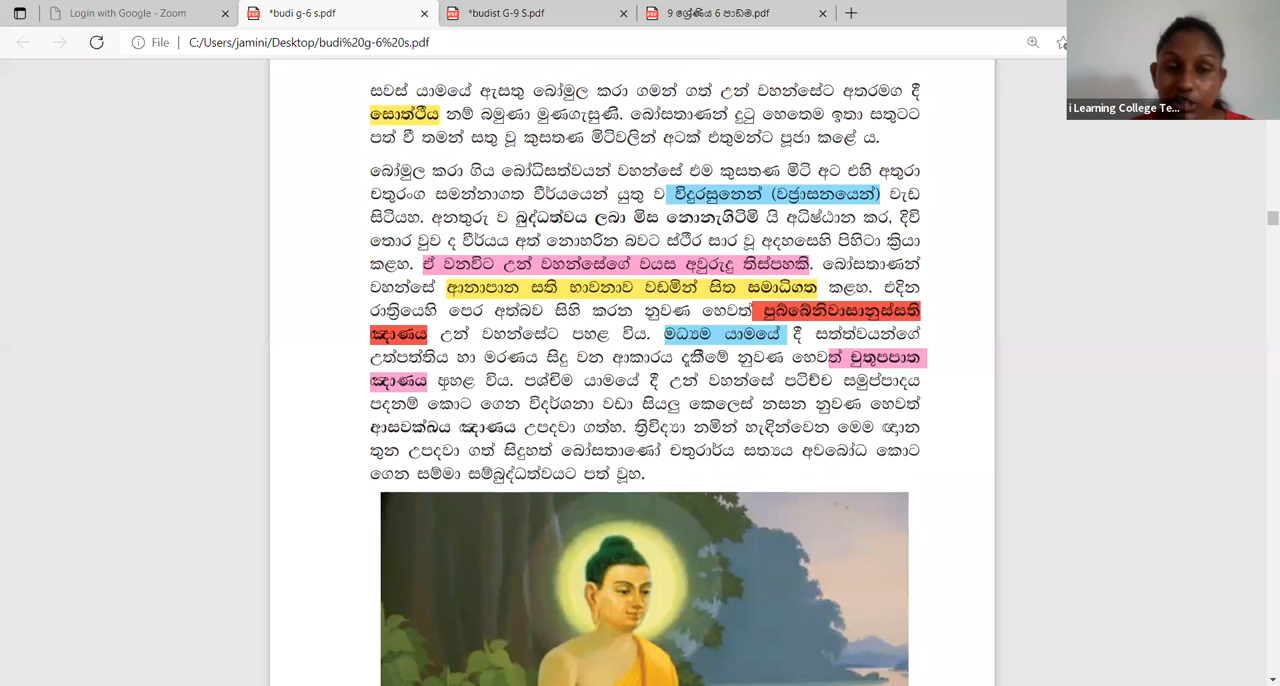 Login with Google - Zoom
*budi g-6 s.pdf
*budist G-9 S.pdf
9 ශ්‍රේණිය 6 පාඩම.pdf
File
C:/Users/jamini/Desktop/budi%20g-6%20s.pdf
i Learning College Te...
සවස් යාමයේ ඇසතු බෝමුල කරා ගමන් ගත් උන් වහන්සේට අතරමග දී
සොත්ථිය නම් බමුණා මුණගැසුණි. බෝසතාණන් දුටු හෙතෙම ඉතා සතුටට
පත් වී තමන් සතු වූ කුසතණ මිටිවලින් අටක් එතුමන්ට පූජා කළේ ය.
බෝමුල කරා ගිය බෝධිසත්වයන් වහන්සේ එම කුසතණ මිටි අට එහි අතුරා
චතුරංග සමන්නාගත වීර්යයෙන් යුතු ව විදුරසුනෙන් (වජ්‍රාසනයෙන්) වැඩ
සිටියහ. අනතුරු ව බුද්ධත්වය ලබා මිස නොනැගිටිමි යි අධිෂ්ඨාන කර, දිවි
තොර වුව ද වීර්යය අත් නොහරින බවට ස්ථීර සාර වූ අදහසෙහි පිහිටා ක්‍රියා
කළහ. ඒ වනවිට උන් වහන්සේගේ වයස අවුරුදු තිස්පහකි. බෝසතාණන්
වහන්සේ ආනාපාන සති භාවනාව වඩමින් සිත සමාධිගත කළහ. එදින
රාත්‍රියෙහි පෙර අත්බව සිහි කරන නුවණ හෙවත් පුබ්බේනිවාසානුස්සති
ඤාණය උන් වහන්සේට පහළ විය. මධ්‍යම යාමයේ දී සත්ත්වයන්ගේ
උත්පත්තිය හා මරණය සිදු වන ආකාරය දැකීමේ නුවණ හෙවත් චුතූපපාත
ඤාණය පහළ විය. පශ්චිම යාමයේ දී උන් වහන්සේ පටිච්ච සමුප්පාදය
පදනම් කොට ගෙන විදර්ශනා වඩා සියලු කෙලෙස් නසන නුවණ හෙවත්
ආසවක්ඛය ඤාණය උපදවා ගත්හ. ත්‍රිවිද්‍යා නමින් හැඳින්වෙන මෙම ඥාන
තුන උපදවා ගත් සිදුහත් බෝසතාණෝ චතුරාර්ය සත්‍යය අවබෝධ කොට
ගෙන සම්මා සම්බුද්ධත්වයට පත් වූහ.